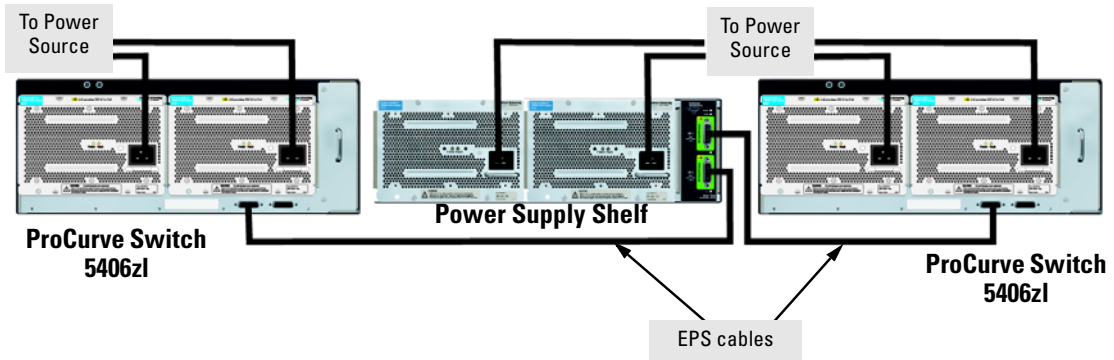 To Power
Source
To Power
Source
Power Supply Shelf
ProCurve Switch
5406zl
ProCurve Switch
5406zl
EPS cables